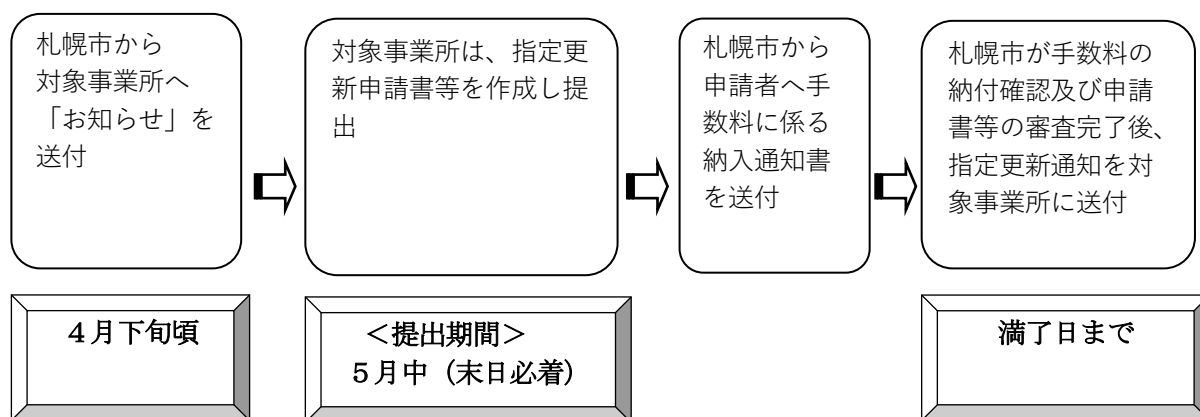 札幌市から
対象事業所へ
「お知らせ」を
送付
対象事業所は、指定更
新申請書等を作成し提
出
札幌市から
申請者へ手
数料に係る
納入通知書
を送付
札幌市が手数料の
納付確認及び申請
書等の審査完了後、
指定更新通知を対
象事業所に送付
４月下旬頃
＜提出期間＞
５月中（末日必着）
満了日まで